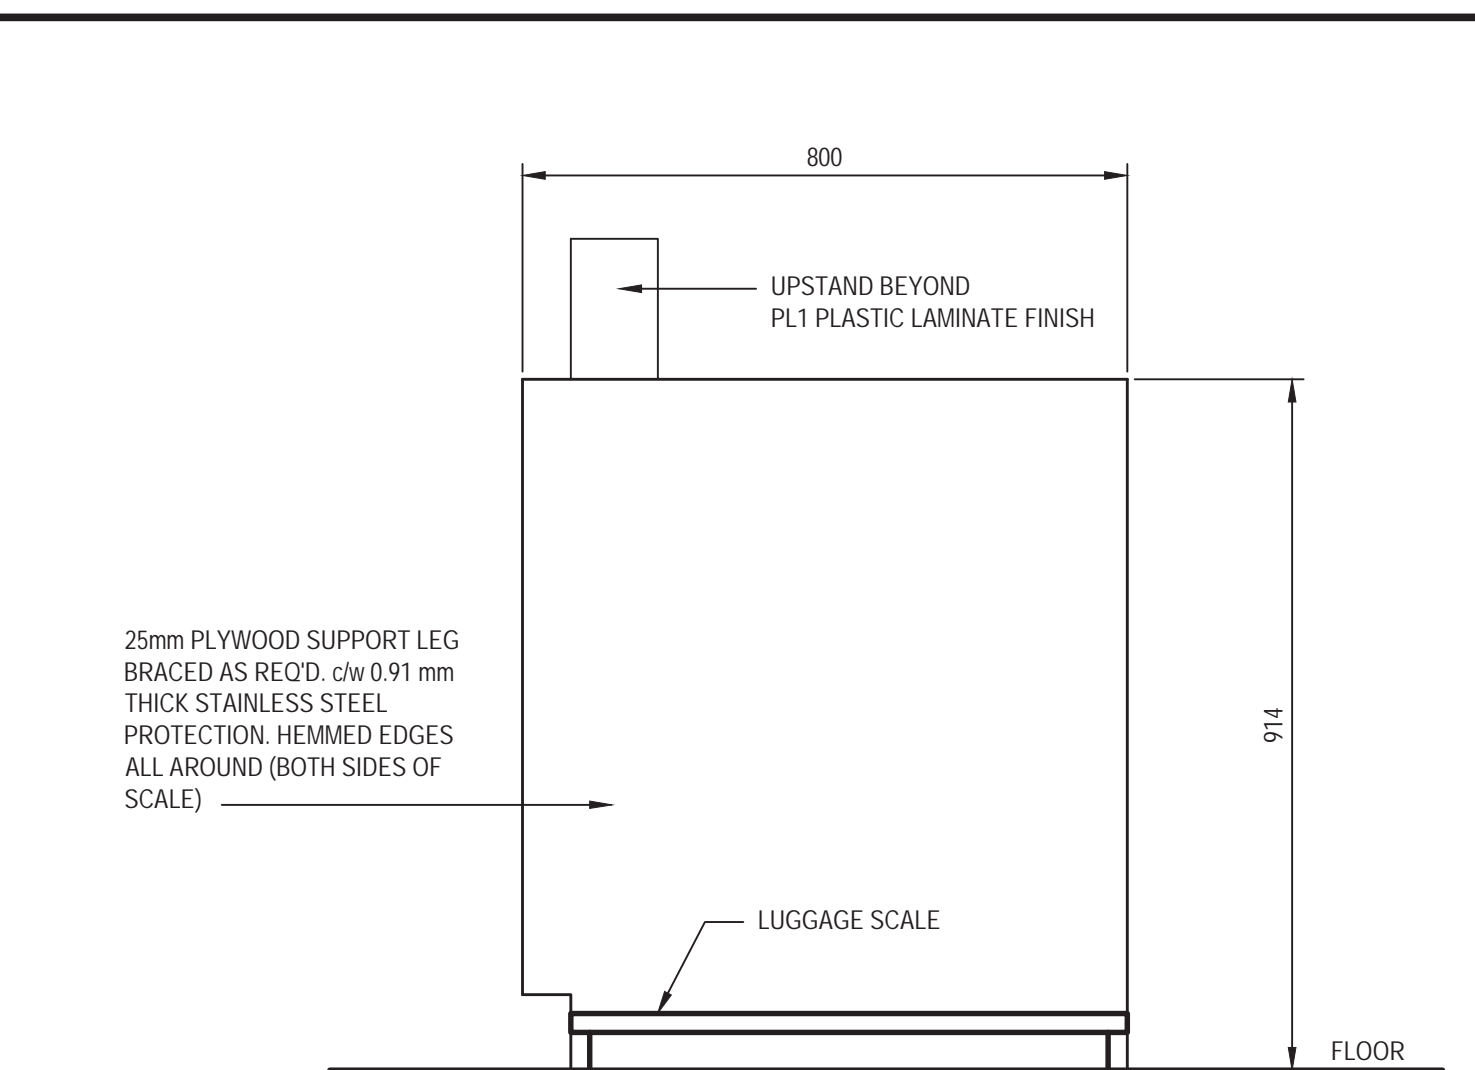 800
UPSTAND BEYOND
PL1 PLASTIC LAMINATE FINISH
25mm PLYWOOD SUPPORT LEG
BRACED AS REQ'D. c/w 0.91 mm
THICK STAINLESS STEEL
PROTECTION. HEMMED EDGES
ALL AROUND (BOTH SIDES OF
SCALE)
914
LUGGAGE SCALE
FLOOR